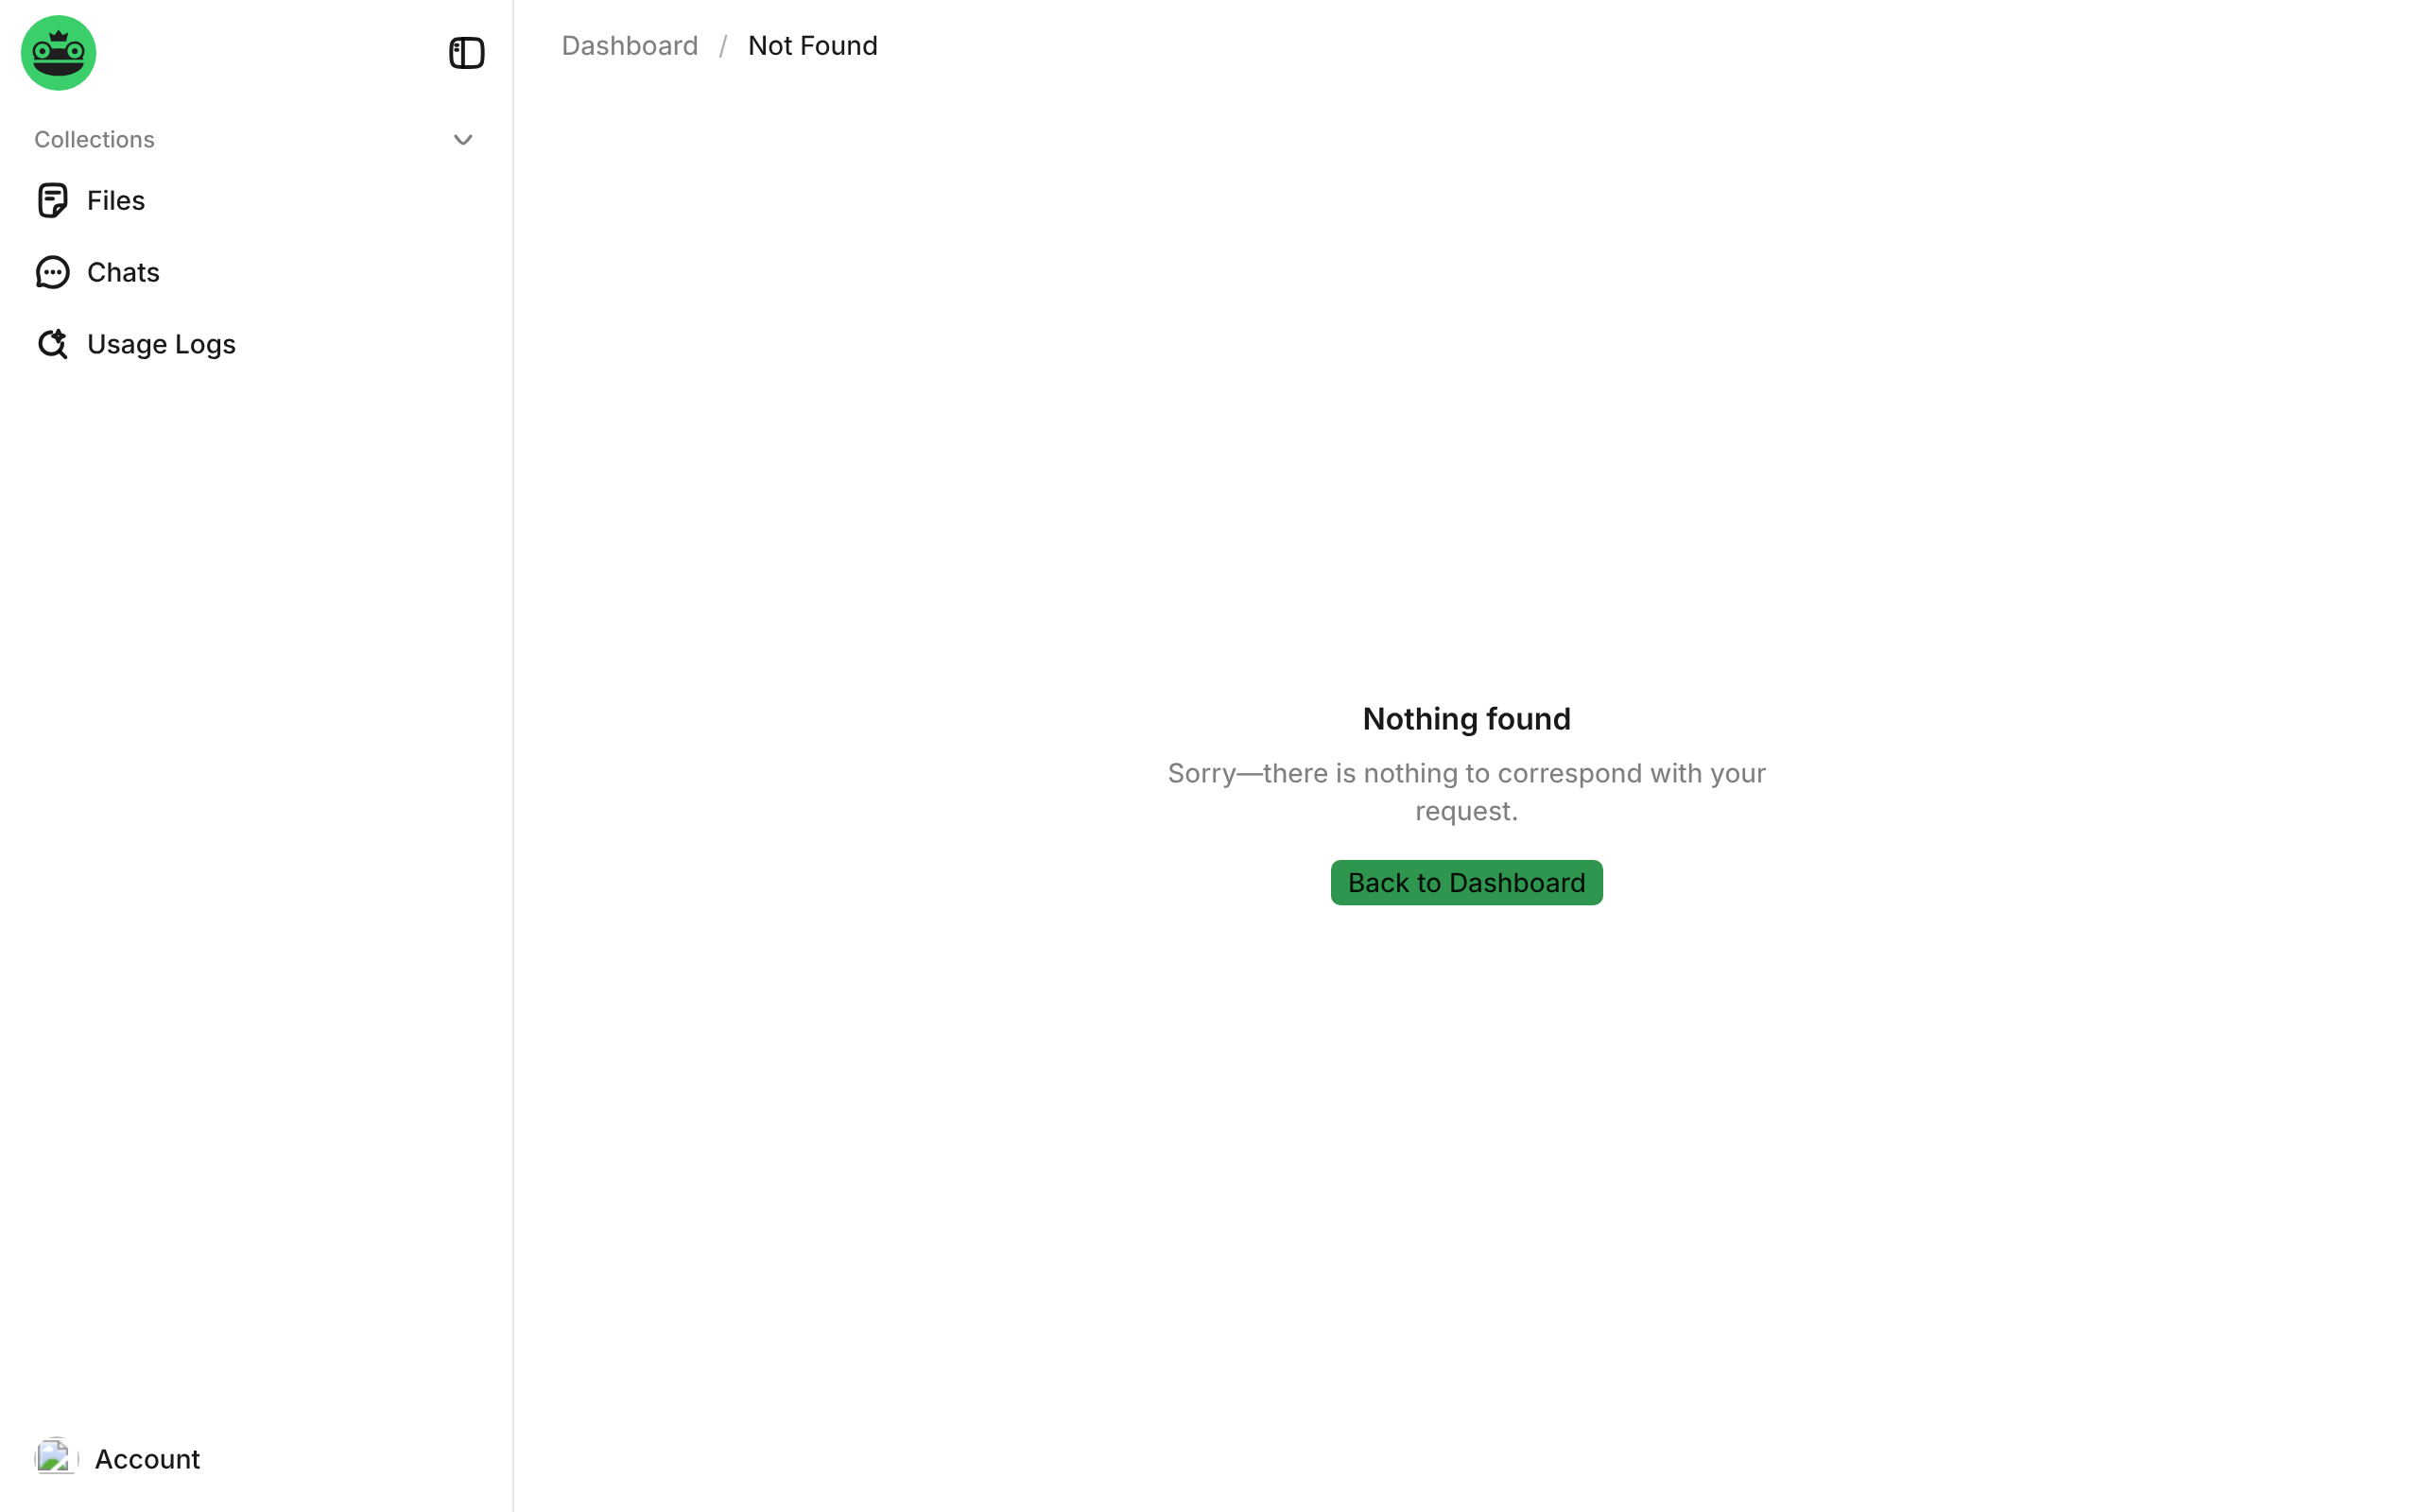 Dashboard / Not Found
Collections
Files
Chats
Usage Logs
Nothing found
Sorry—there is nothing to correspond with your
request.
Back to Dashboard
Account